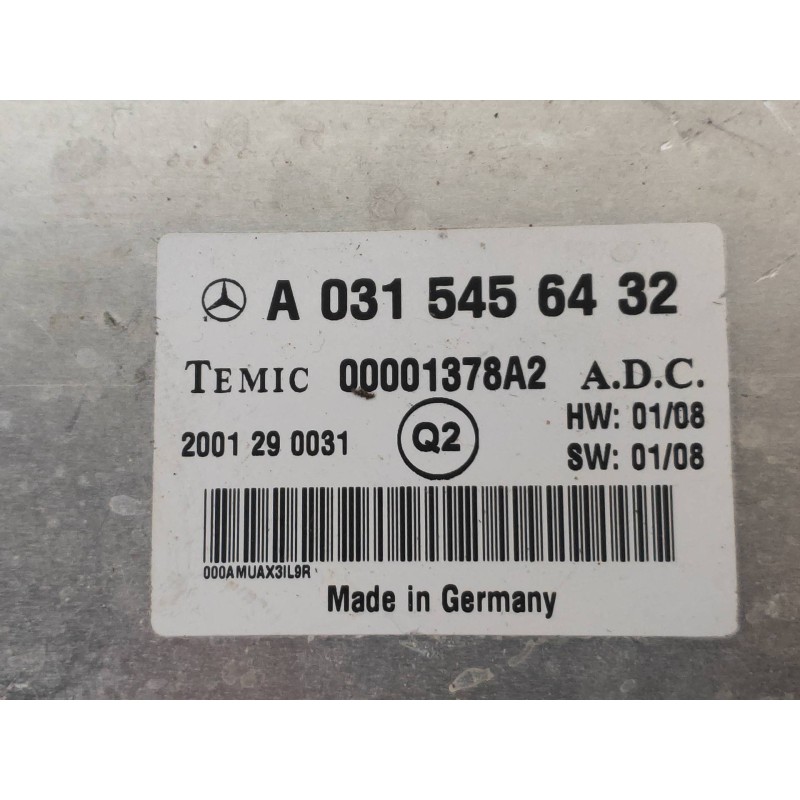 A 031 545 64 32
TEMIC 00001378A2 A.D.C.
HW: 01/08
2001 29 0031 Q2
SW: 01/08
000AMUAX3IL9R
Made in Germany